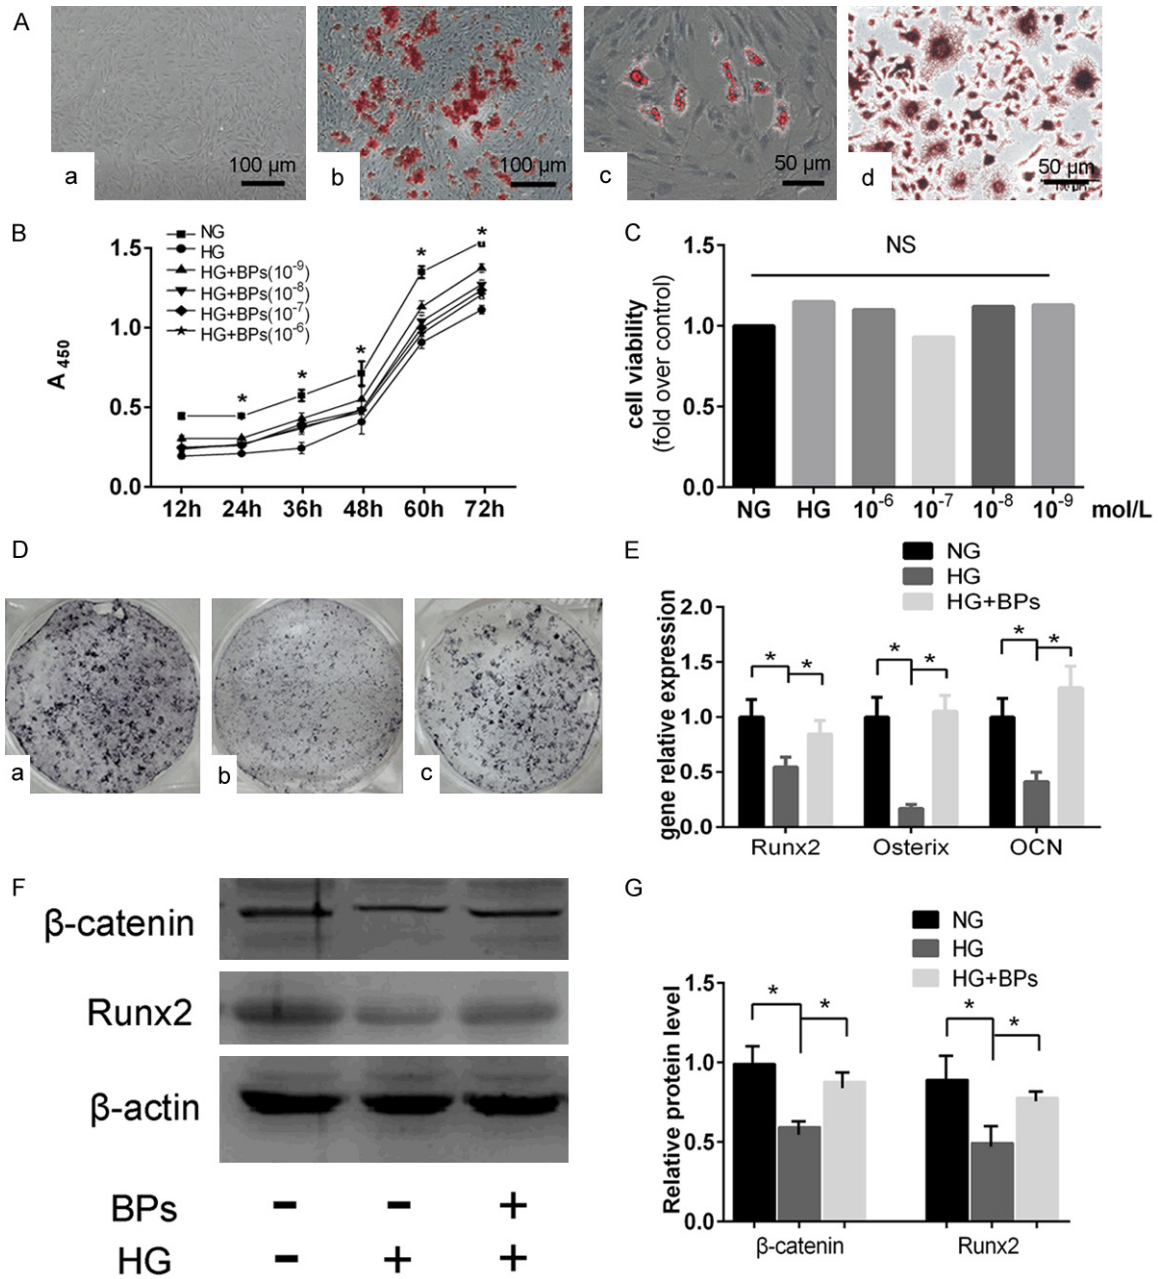 A
a
100 μm
b
100 μm
c
50 μm
d
50 μm
B
NG
HG
HG+BPs(10-9)
HG+BPs(10-8)
HG+BPs(10-7)
HG+BPs(10-6)
A 450
1.5
1.0
0.5
0.0
* * * * *
12h 24h 36h 48h 60h 72h
C
NS
cell viability
(fold over control)
1.5
1.0
0.5
0.0
NG HG 10-6 10-7 10-8 10-9 mol/L
D
a
b
c
E
NG
HG
HG+BPs
gene relative expression
2.0
1.5
1.0
0.5
0.0
* * * * * *
Runx2 Osterix OCN
F
β-catenin
Runx2
β-actin
BPs - - +
HG - + +
G
NG
HG
HG+BPs
Relative protein level
1.5
1.0
0.5
0.0
* * * *
β-catenin Runx2